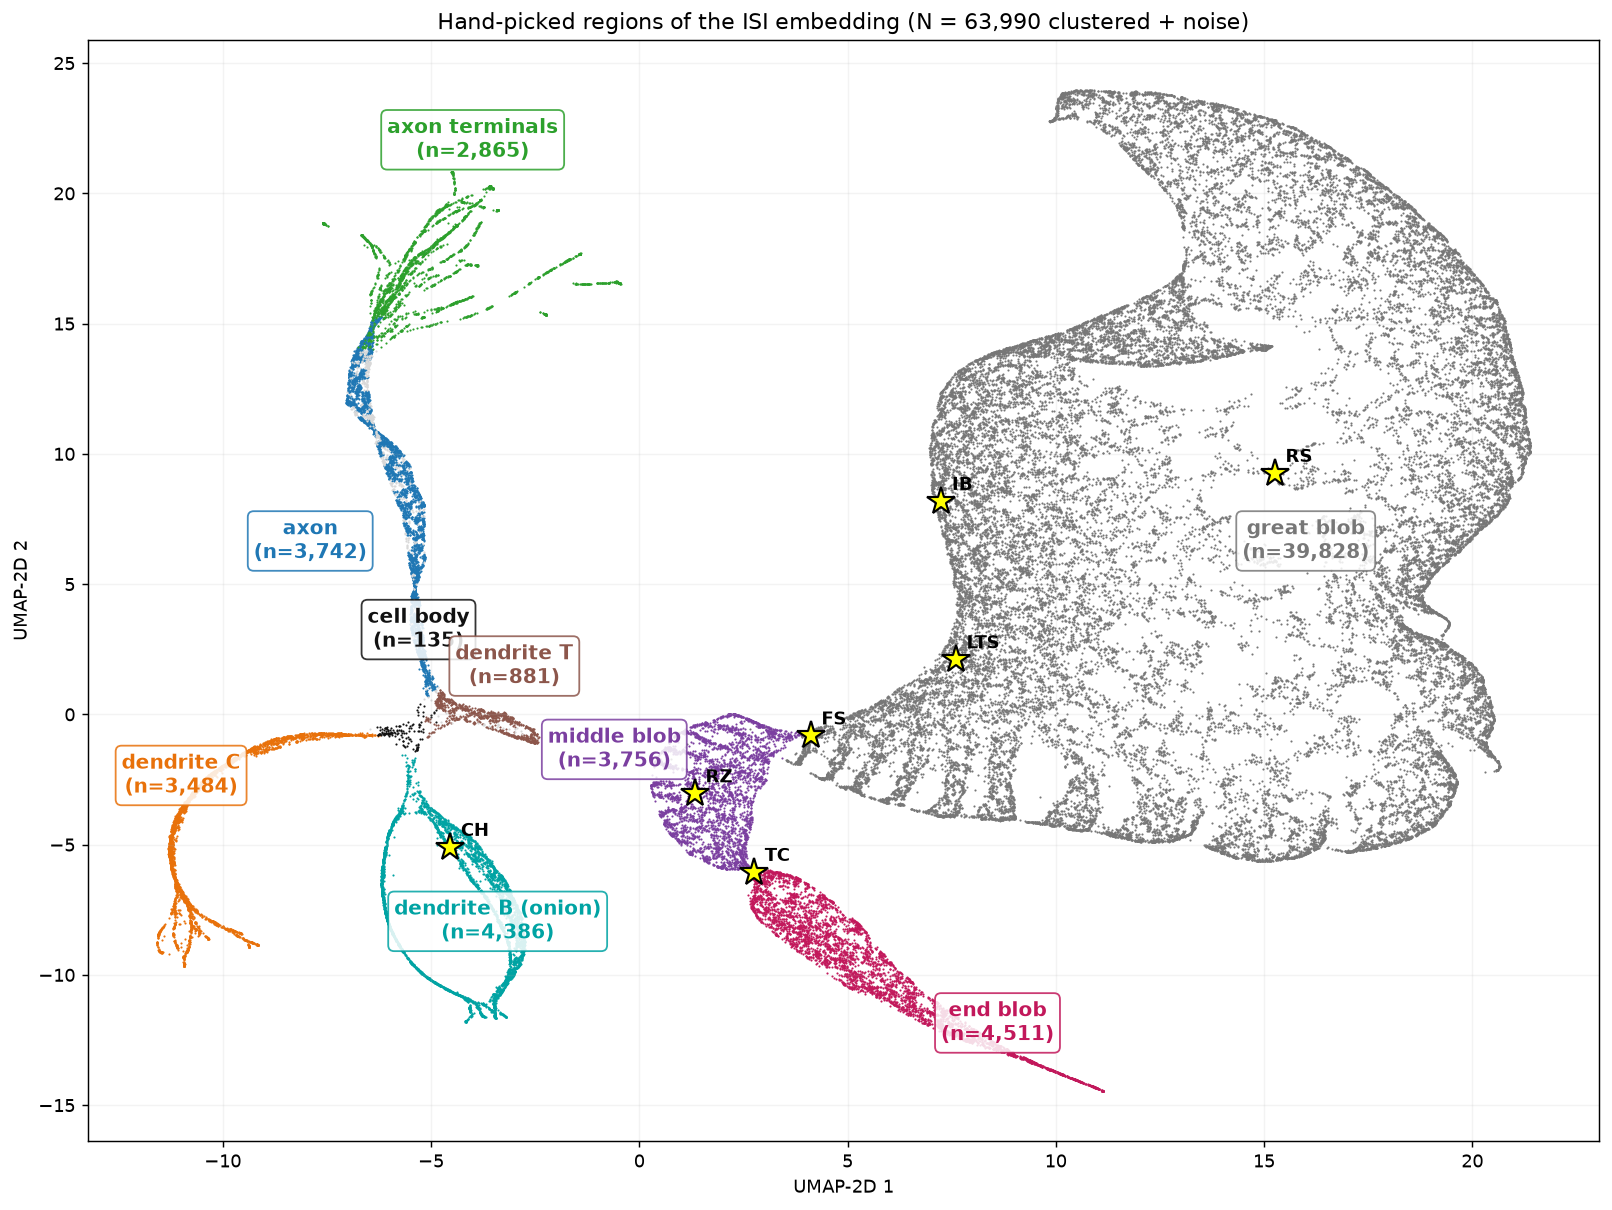 Hand-picked regions of the ISI embedding (N = 63,990 clustered + noise)
25
20
15
10
5
0
−5
−10
−15
UMAP-2D 2
axon terminals
(n=2,865)
axon
(n=3,742)
cell body
(n=135)
dendrite T
(n=881)
dendrite C
(n=3,484)
dendrite B (onion)
(n=4,386)
middle blob
(n=3,756)
end blob
(n=4,511)
great blob
(n=39,828)
RS
IB
LTS
FS
RZ
TC
CH
−10
−5
0
5
10
15
20
UMAP-2D 1